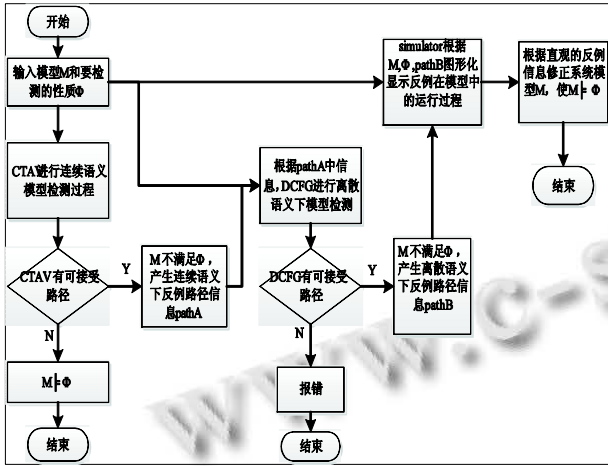 开始
输入模型M和要检
测的性质Φ
CTA进行连续语义
模型检测过程
CTAV有可接受
路径
Y
N
M⊨Φ
结束
M不满足Φ，
产生连续语义
下反例路径信
息pathA
根据pathA中信
息,DCFG进行离散
语义下模型检测
DCFG有可接受
路径
Y
N
报错
结束
M不满足Φ，
产生离散语义
下反例路径信
息pathB
simulator根据
M,Φ,pathB图形化
显示反例在模型中
的运行过程
根据直观的反例
信息修正系统模
型M，使M⊨Φ
结束
www.c-s